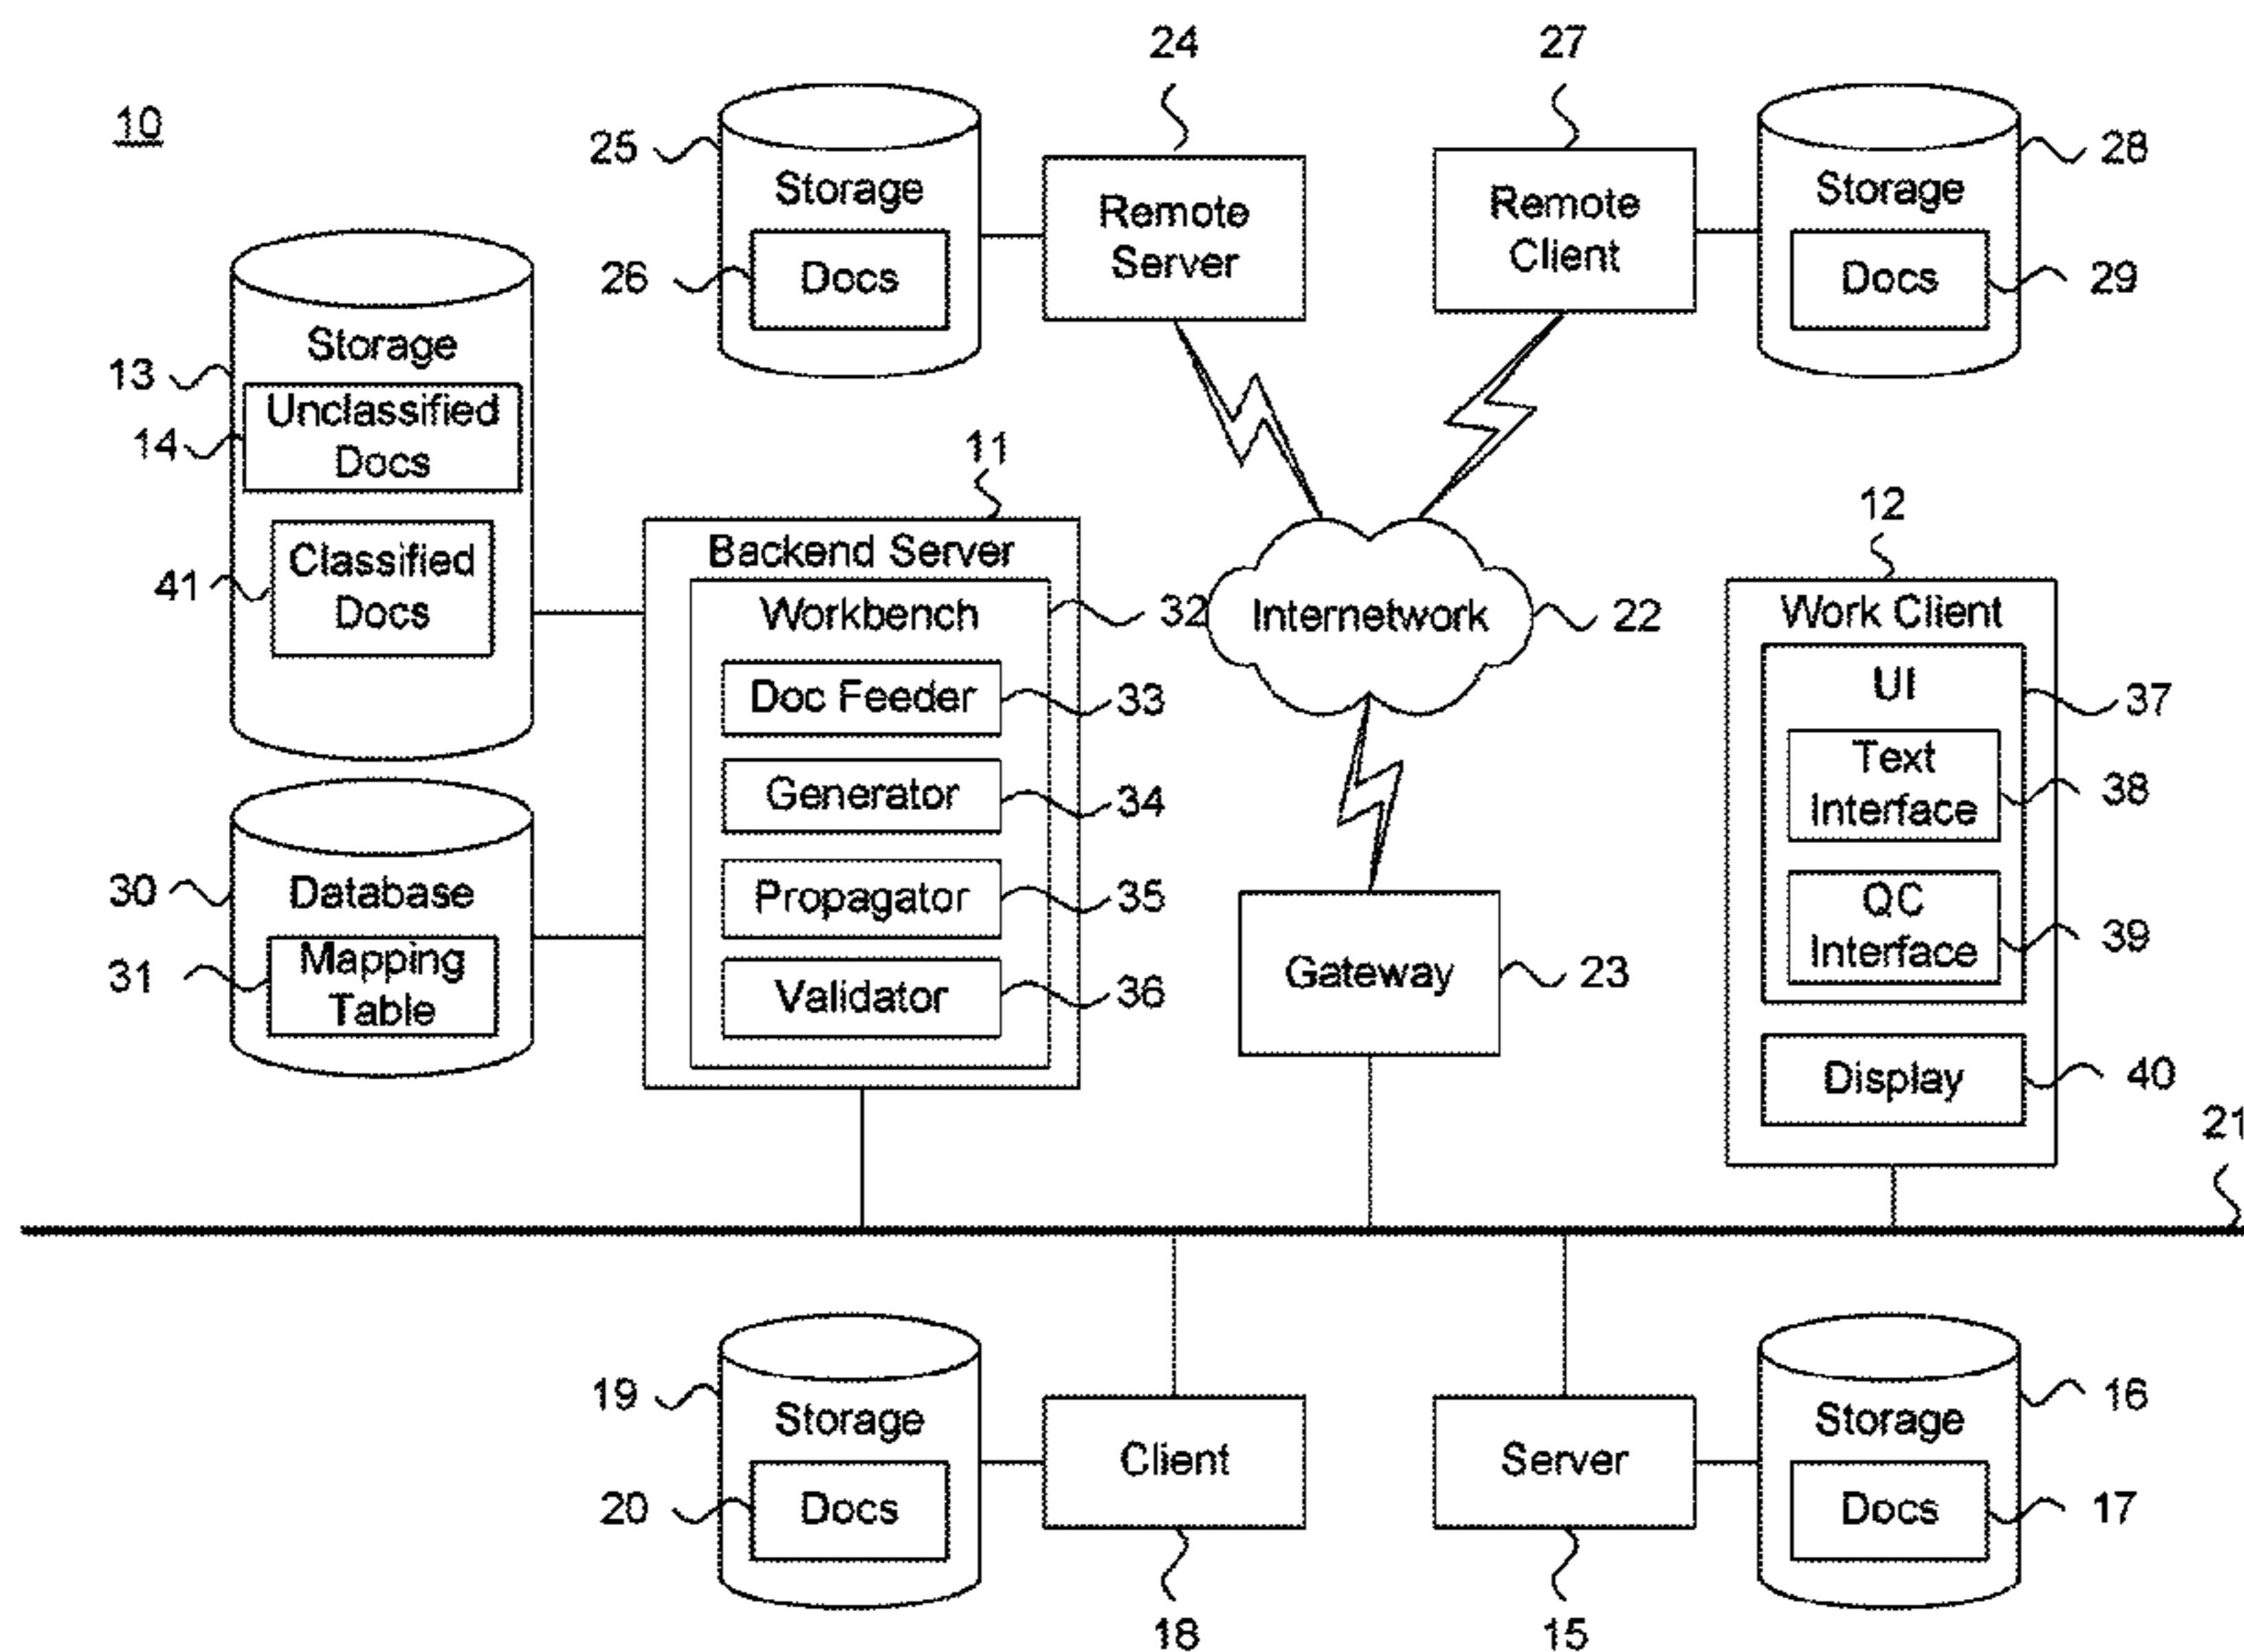 24
27
10
25
Storage
Remote
Server
Remote
Client
Storage
28
26
Docs
Docs
29
Storage
13
Unclassified
Docs
14
11
12
Classified
Docs
41
Backend Server
Workbench
32
Internetwork
22
Work Client
UI
37
Doc Feeder
33
Text
Interface
38
Generator
34
30
Database
Propagator
35
QC
Interface
39
Mapping
Table
31
Validator
36
Gateway
23
Display
40
21
19
Storage
Client
Server
Storage
16
20
Docs
Docs
17
18
15